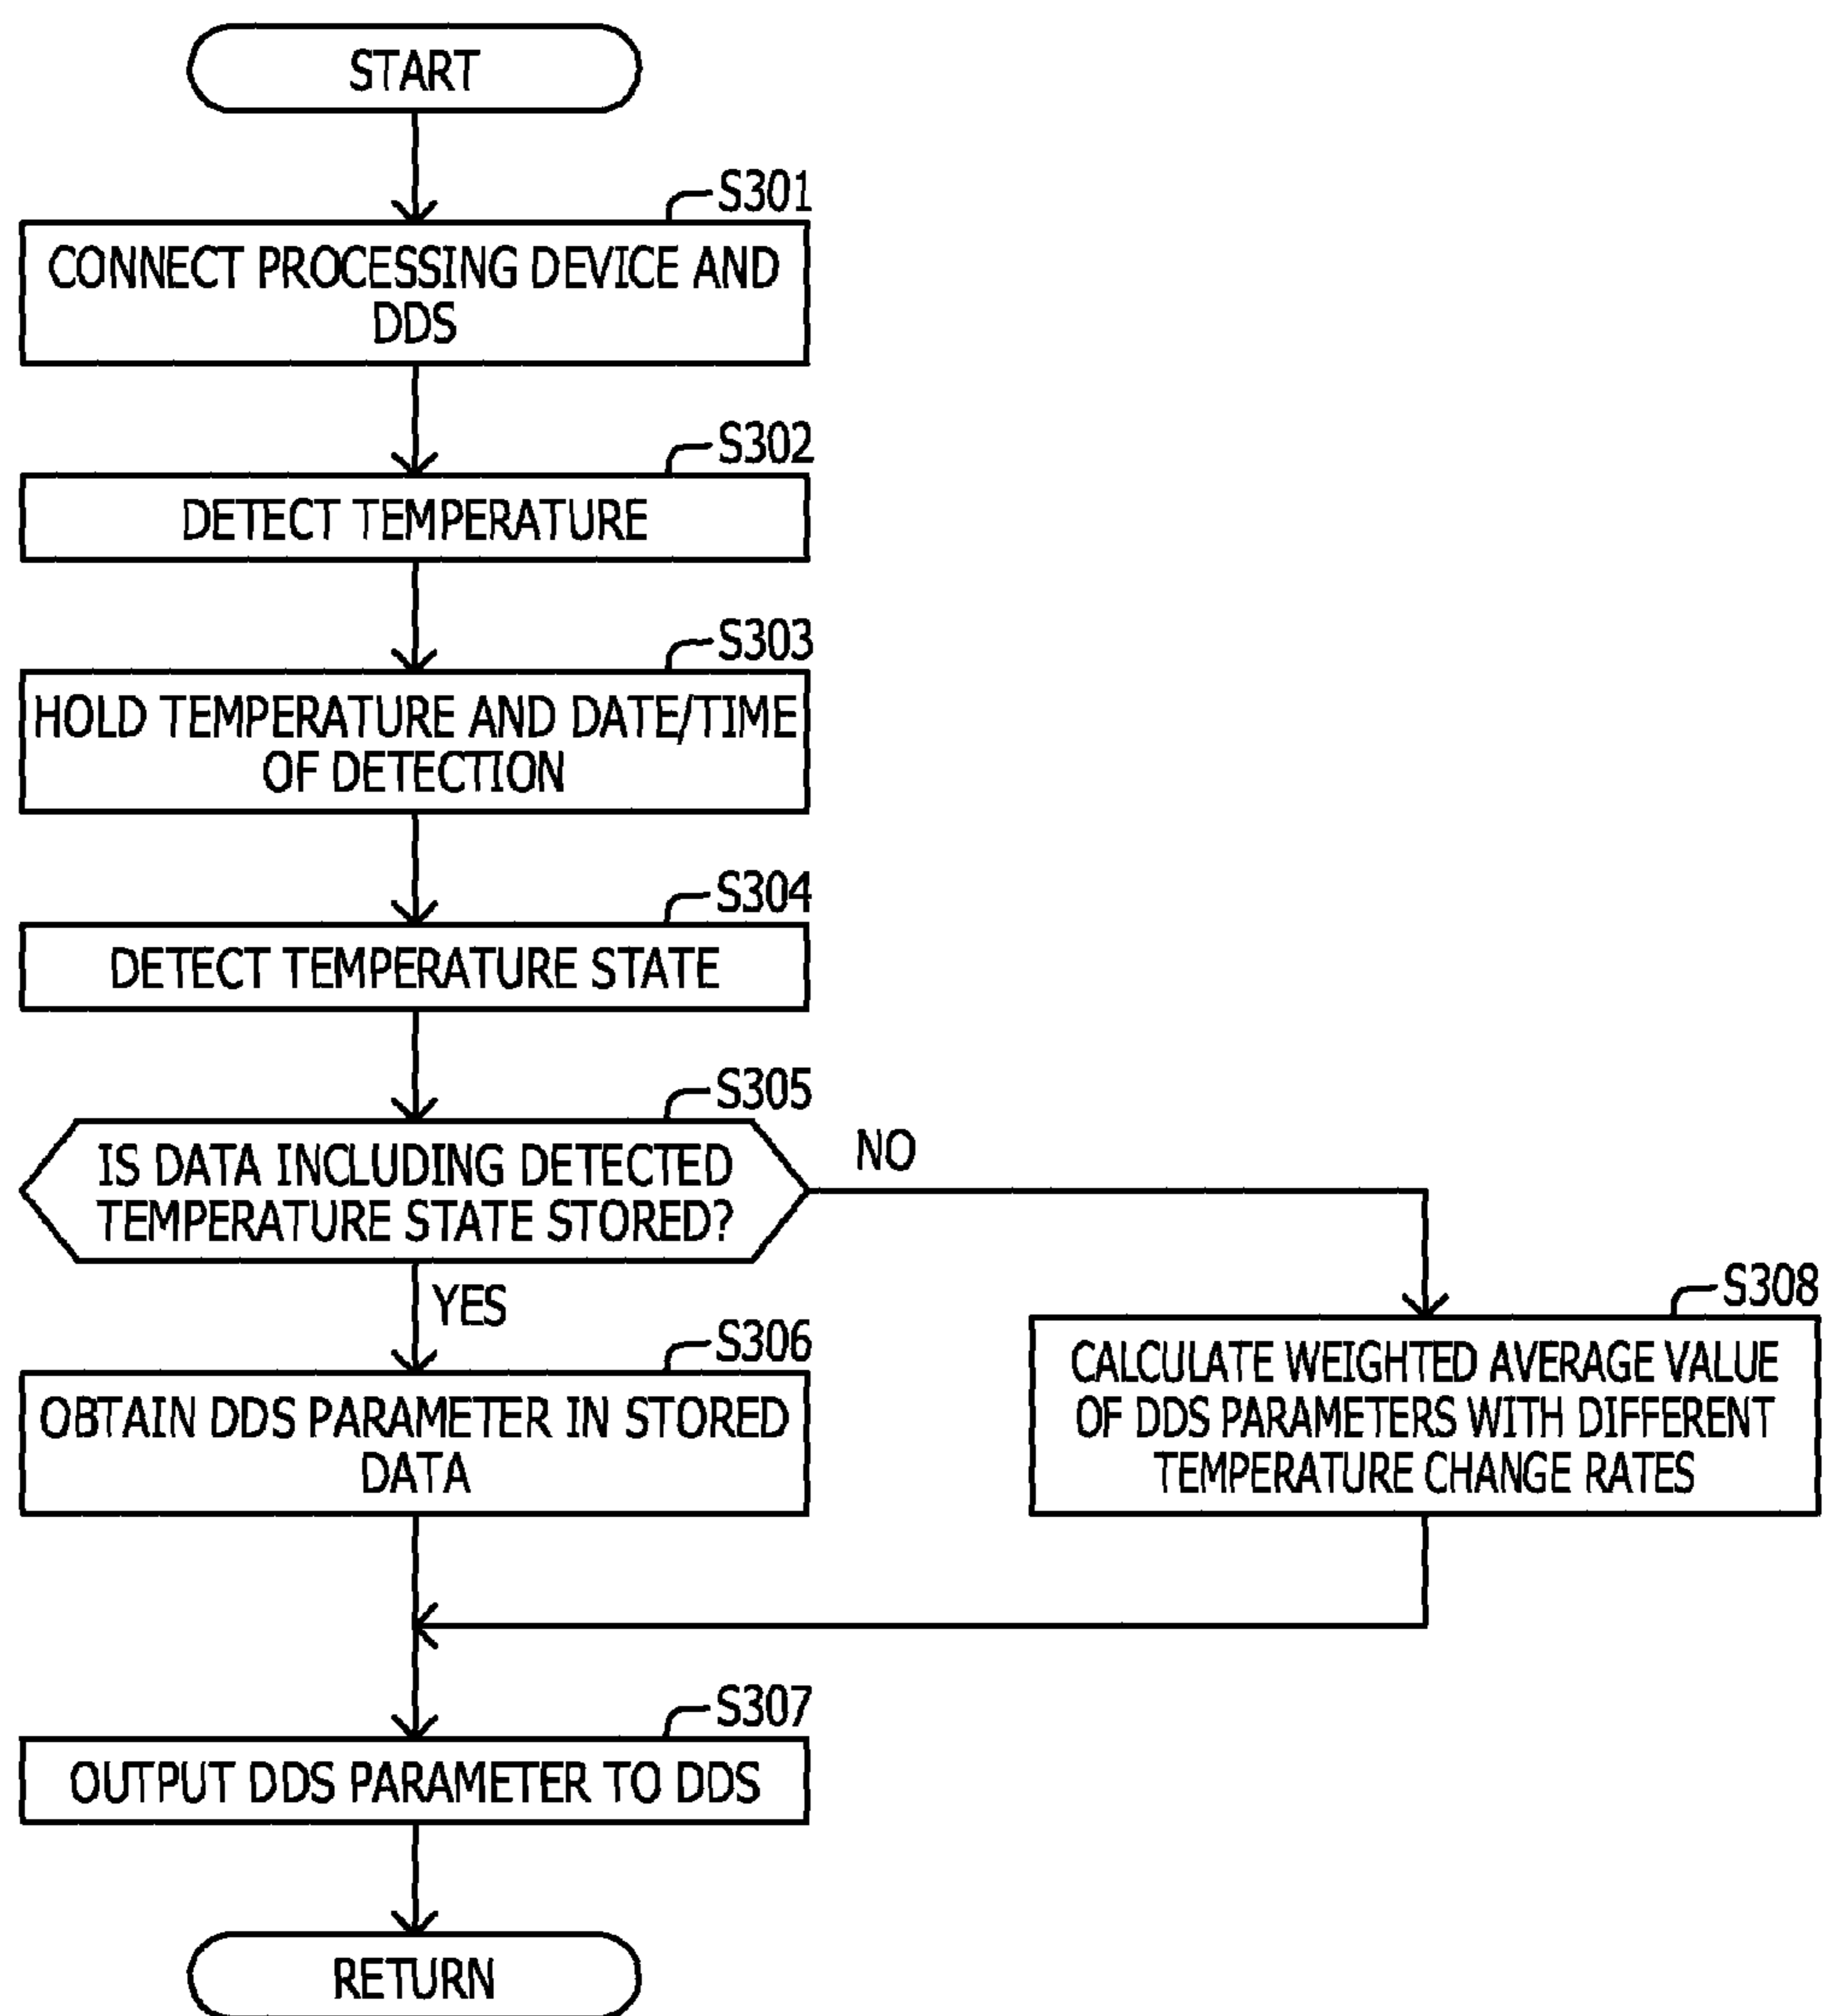 START
S301
CONNECT PROCESSING DEVICE AND
DDS
S302
DETECT TEMPERATURE
S303
HOLD TEMPERATURE AND DATE/TIME
OF DETECTION
S304
DETECT TEMPERATURE STATE
S305
IS DATA INCLUDING DETECTED
TEMPERATURE STATE STORED?
NO
YES
S306
OBTAIN DDS PARAMETER IN STORED
DATA
S308
CALCULATE WEIGHTED AVERAGE VALUE
OF DDS PARAMETERS WITH DIFFERENT
TEMPERATURE CHANGE RATES
S307
OUTPUT DDS PARAMETER TO DDS
RETURN